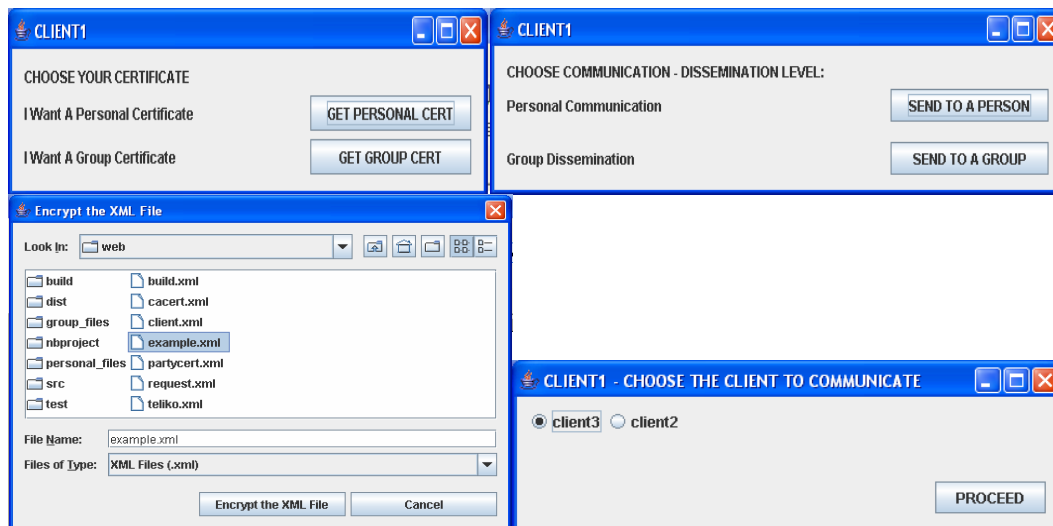 CLIENT1
CHOOSE YOUR CERTIFICATE
I Want A Personal Certificate GET PERSONAL CERT
I Want A Group Certificate GET GROUP CERT
CLIENT1
CHOOSE COMMUNICATION - DISSEMINATION LEVEL:
Personal Communication SEND TO A PERSON
Group Dissemination SEND TO A GROUP
Encrypt the XML File
Look In: web
build build.xml
dist cacert.xml
group_files client.xml
nbproject example.xml
personal_files partycert.xml
src request.xml
test teliko.xml
File Name: example.xml
Files of Type: XML Files (.xml)
Encrypt the XML File Cancel
CLIENT1 - CHOOSE THE CLIENT TO COMMUNICATE
client3 client2
PROCEED